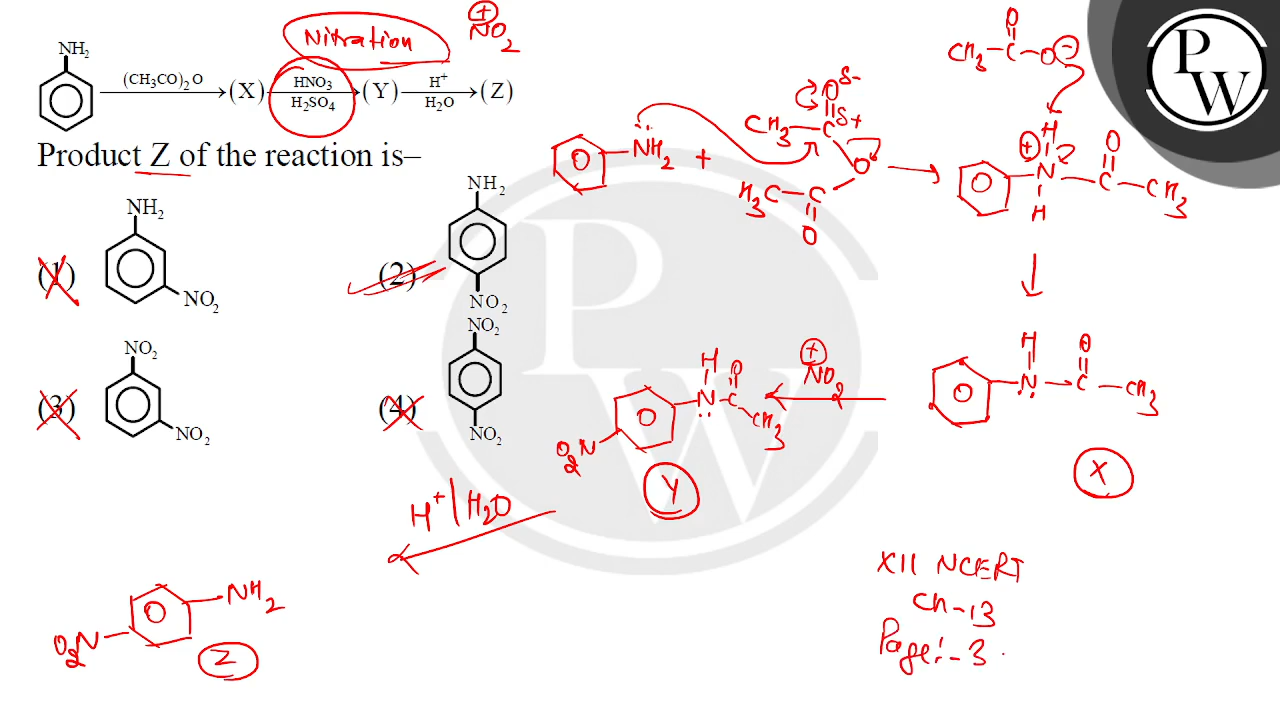 NH₂
(CH₃CO)₂O → (X) HNO₃ / H₂SO₄ → (Y) H⁺ / H₂O → (Z)
Nitration
⊕
NO₂
Product Z of the reaction is–
(1) NH₂ NO₂
(2) NH₂ NO₂
(3) NO₂ NO₂
(4) NO₂ NO₂
NH₂ + CH₃–C Oδ- δ+ O
H₃C–C O
O
CH₃–C–O⊖
⊕ H O
N–C–CH₃
H
H O
N–C–CH₃
X
⊕
NO₂
H O
N–C
CH₃
O₂N
Y
H⁺|H₂O
NH₂
O₂N
Z
XII NCERT
Ch-13
Page:-3
P
W
P
W